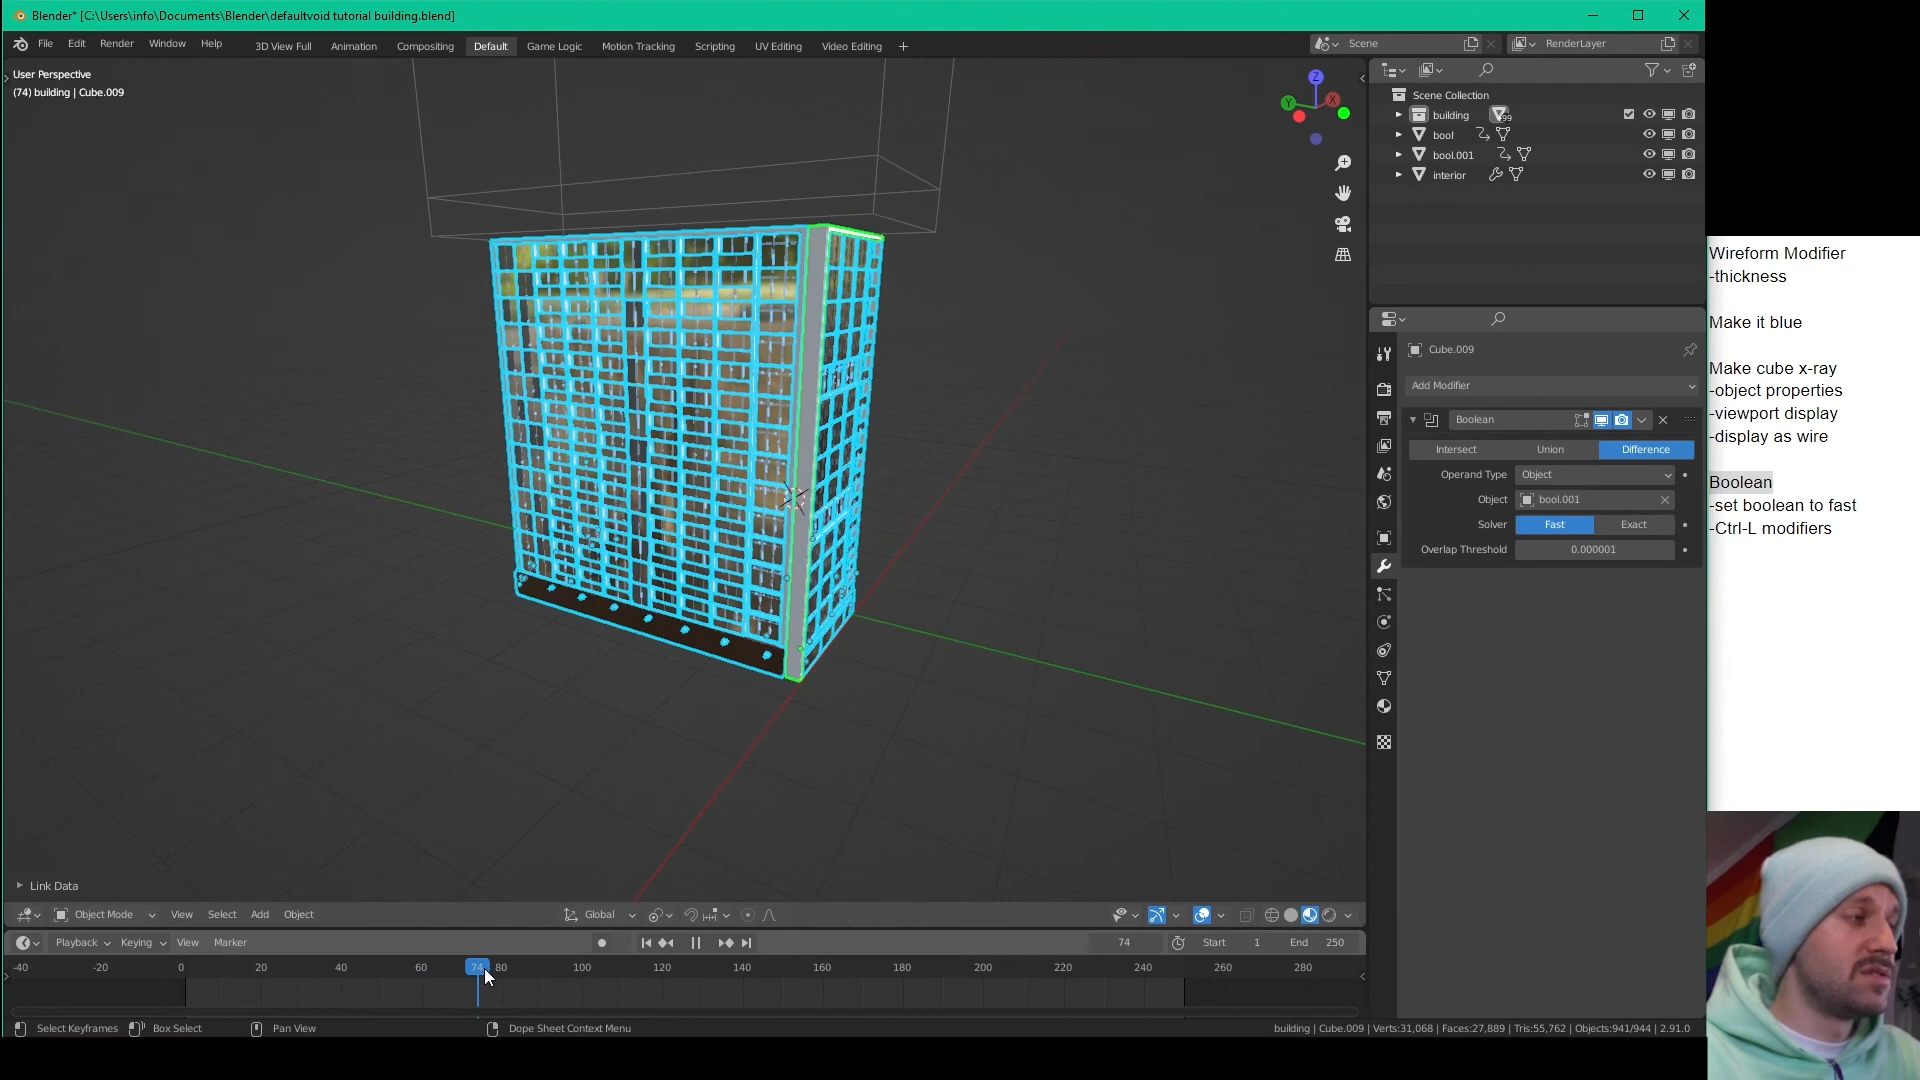 Blender* [C:\Users\info\Documents\Blender\defaultvoid tutorial building.blend]
File Edit Render Window Help
3D View Full Animation Compositing Default Game Logic Motion Tracking Scripting UV Editing Video Editing
Scene
RenderLayer
User Perspective
(74) building | Cube.009
Z
Y
X
Scene Collection
building
bool
bool.001
interior
Cube.009
Add Modifier
Boolean
Intersect Union Difference
Operand Type Object
Object bool.001
Solver Fast Exact
Overlap Threshold 0.000001
Wireform Modifier
-thickness
Make it blue
Make cube x-ray
-object properties
-viewport display
-display as wire
Boolean
-set boolean to fast
-Ctrl-L modifiers
Link Data
Object Mode View Select Add Object
Global
Playback Keying View Marker
74 Start 1 End 250
-40 -20 0 20 40 60 74 80 100 120 140 160 180 200 220 240 260 280
Select Keyframes Box Select Pan View Dope Sheet Context Menu
building | Cube.009 | Verts:31,068 | Faces:27,889 | Tris:55,762 | Objects:941/944 | 2.91.0